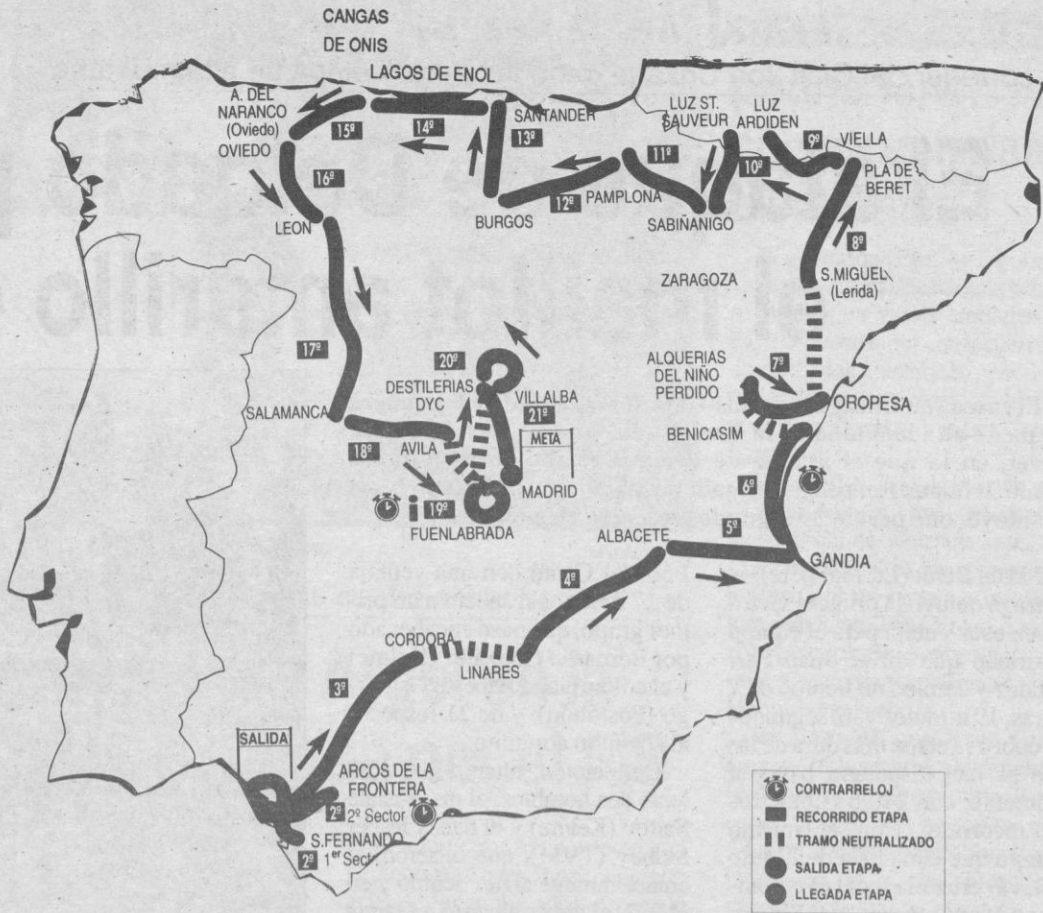 CANGAS
DE ONIS
LAGOS DE ENOL
A. DEL
NARANCO
(Oviedo)
OVIEDO
15º
14º
13º
SANTANDER
LUZ ST.
SAUVEUR
LUZ
ARDIDEN
9º
VIELLA
11º
10º
PLA DE
BERET
16º
12º
PAMPLONA
LEON
BURGOS
SABIÑANIGO
8º
ZARAGOZA
S.MIGUEL
(Lerida)
17º
20º
7º
ALQUERIAS
DEL NIÑO
PERDIDO
DESTILERIAS
DYC
VILLALBA
OROPESA
SALAMANCA
21º
META
BENICASIM
18º
AVILA
6º
MADRID
19º
FUENLABRADA
ALBACETE
5º
GANDIA
4º
CORDOBA
LINARES
3º
SALIDA
ARCOS DE LA
FRONTERA
2º
2º Sector
S.FERNANDO
2º
1er Sect
CONTRARRELOJ
RECORRIDO ETAPA
TRAMO NEUTRALIZADO
SALIDA ETAPA
LLEGADA ETAPA